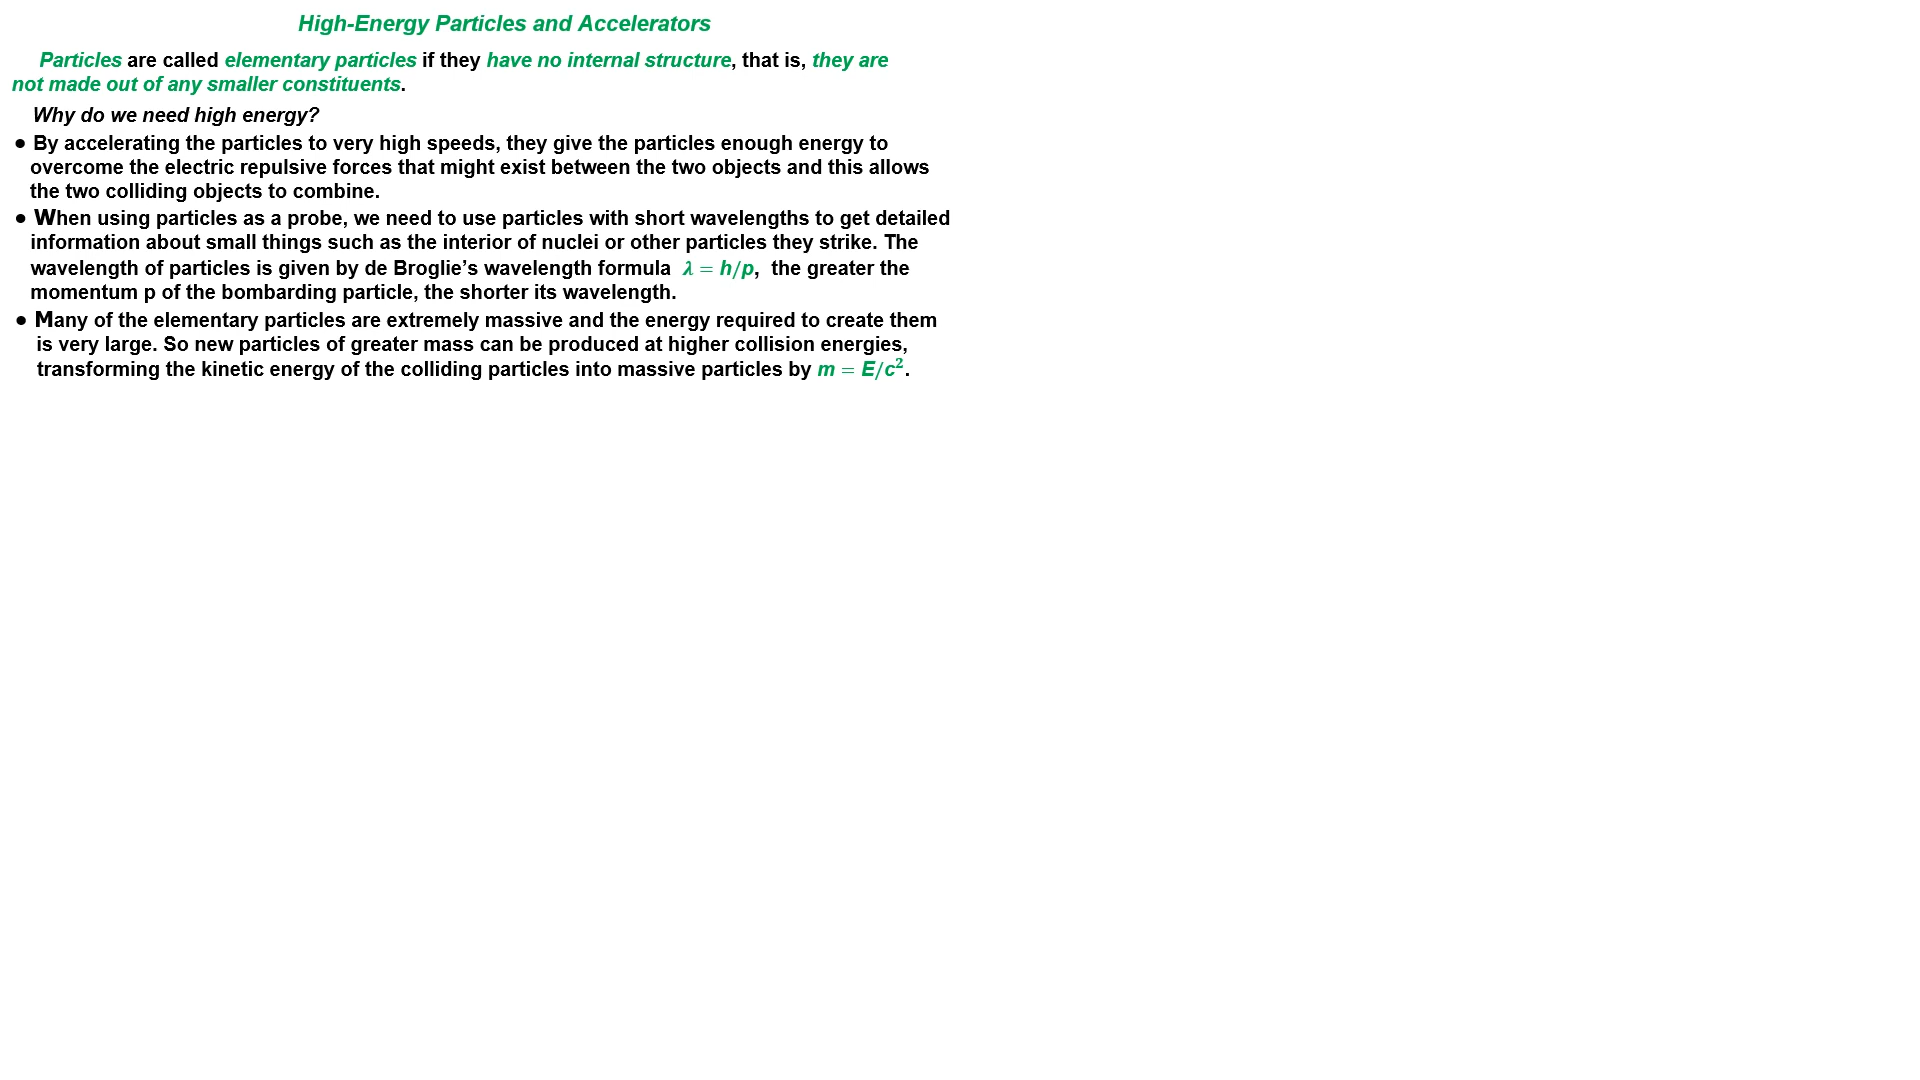 High-Energy Particles and Accelerators
Particles are called elementary particles if they have no internal structure, that is, they are
not made out of any smaller constituents.
Why do we need high energy?
● By accelerating the particles to very high speeds, they give the particles enough energy to
overcome the electric repulsive forces that might exist between the two objects and this allows
the two colliding objects to combine.
● When using particles as a probe, we need to use particles with short wavelengths to get detailed
information about small things such as the interior of nuclei or other particles they strike. The
wavelength of particles is given by de Broglie’s wavelength formula λ = h/p, the greater the
momentum p of the bombarding particle, the shorter its wavelength.
● Many of the elementary particles are extremely massive and the energy required to create them
is very large. So new particles of greater mass can be produced at higher collision energies,
transforming the kinetic energy of the colliding particles into massive particles by m = E/c².